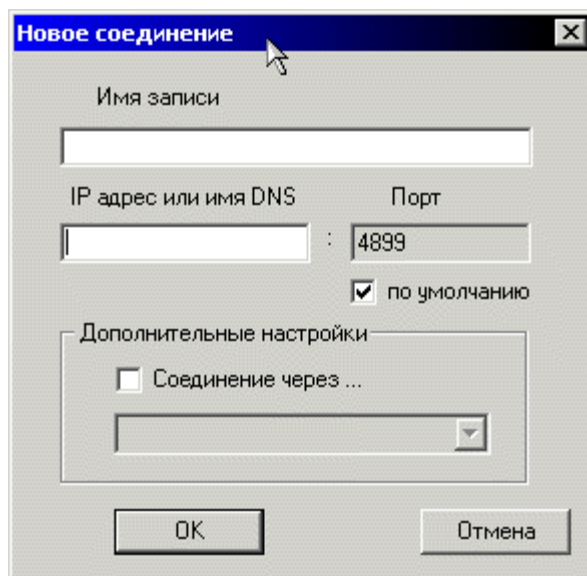 Новое соединение
Имя записи
IP адрес или имя DNS Порт
: 4899
по умолчанию
Дополнительные настройки
Соединение через ...
OK Отмена